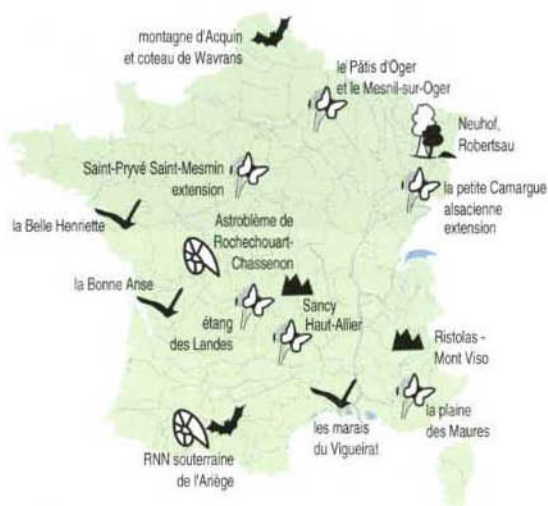 montagne d'Acquin
et coteau de Wavrans
le Pâtis d'Oger
et le Mesnil-sur-Oger
Neuhof,
Robertsau
Saint-Pryvé Saint-Mesmin
extension
la petite Camargue
alsacienne
extension
la Belle Henriette
Astroblème de
Rochechouart-
Chassenon
la Bonne Anse
étang
des Landes
Sancy
Haut-Allier
Ristolas -
Mont Viso
la plaine
des Maures
les marais
du Vigueirat
RNN souterraine
de l'Ariège